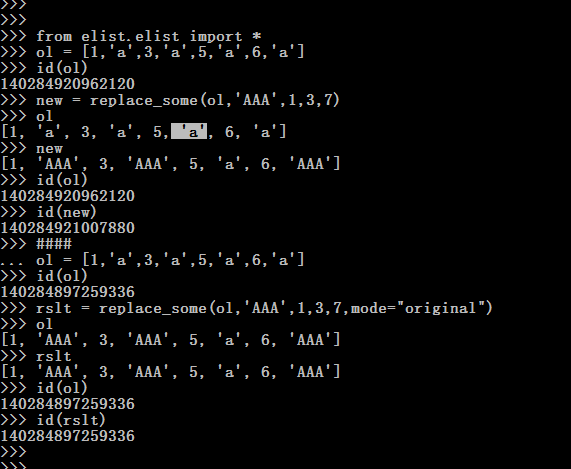 >>>
>>>
>>> from elist.elist import *
>>> ol = [1,'a',3,'a',5,'a',6,'a']
>>> id(ol)
140284920962120
>>> new = replace_some(ol,'AAA',1,3,7)
>>> ol
[1, 'a', 3, 'a', 5, 'a', 6, 'a']
>>> new
[1, 'AAA', 3, 'AAA', 5, 'a', 6, 'AAA']
>>> id(ol)
140284920962120
>>> id(new)
140284921007880
>>> ####
... ol = [1,'a',3,'a',5,'a',6,'a']
>>> id(ol)
140284897259336
>>> rslt = replace_some(ol,'AAA',1,3,7,mode="original")
>>> ol
[1, 'AAA', 3, 'AAA', 5, 'a', 6, 'AAA']
>>> rslt
[1, 'AAA', 3, 'AAA', 5, 'a', 6, 'AAA']
>>> id(ol)
140284897259336
>>> id(rslt)
140284897259336
>>>
>>>